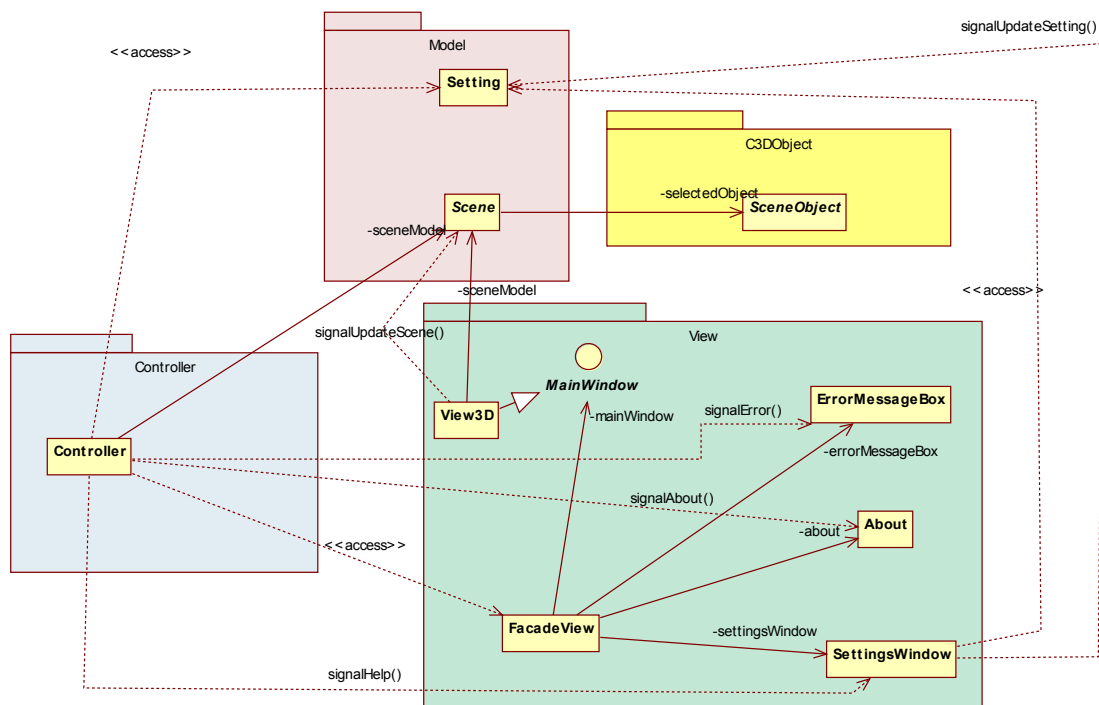 signalUpdateSetting()
Model
<<access>>
Setting
C3DObject
-selectedObject
Scene
SceneObject
-sceneModel
-sceneModel
<<access>>
signalUpdateScene()
View
Controller
MainWindow
ErrorMessageBox
View3D
-mainWindow
signalError()
Controller
-errorMessageBox
signalAbout()
About
-about
<<access>>
FacadeView
-settingsWindow
SettingsWindow
signalHelp()